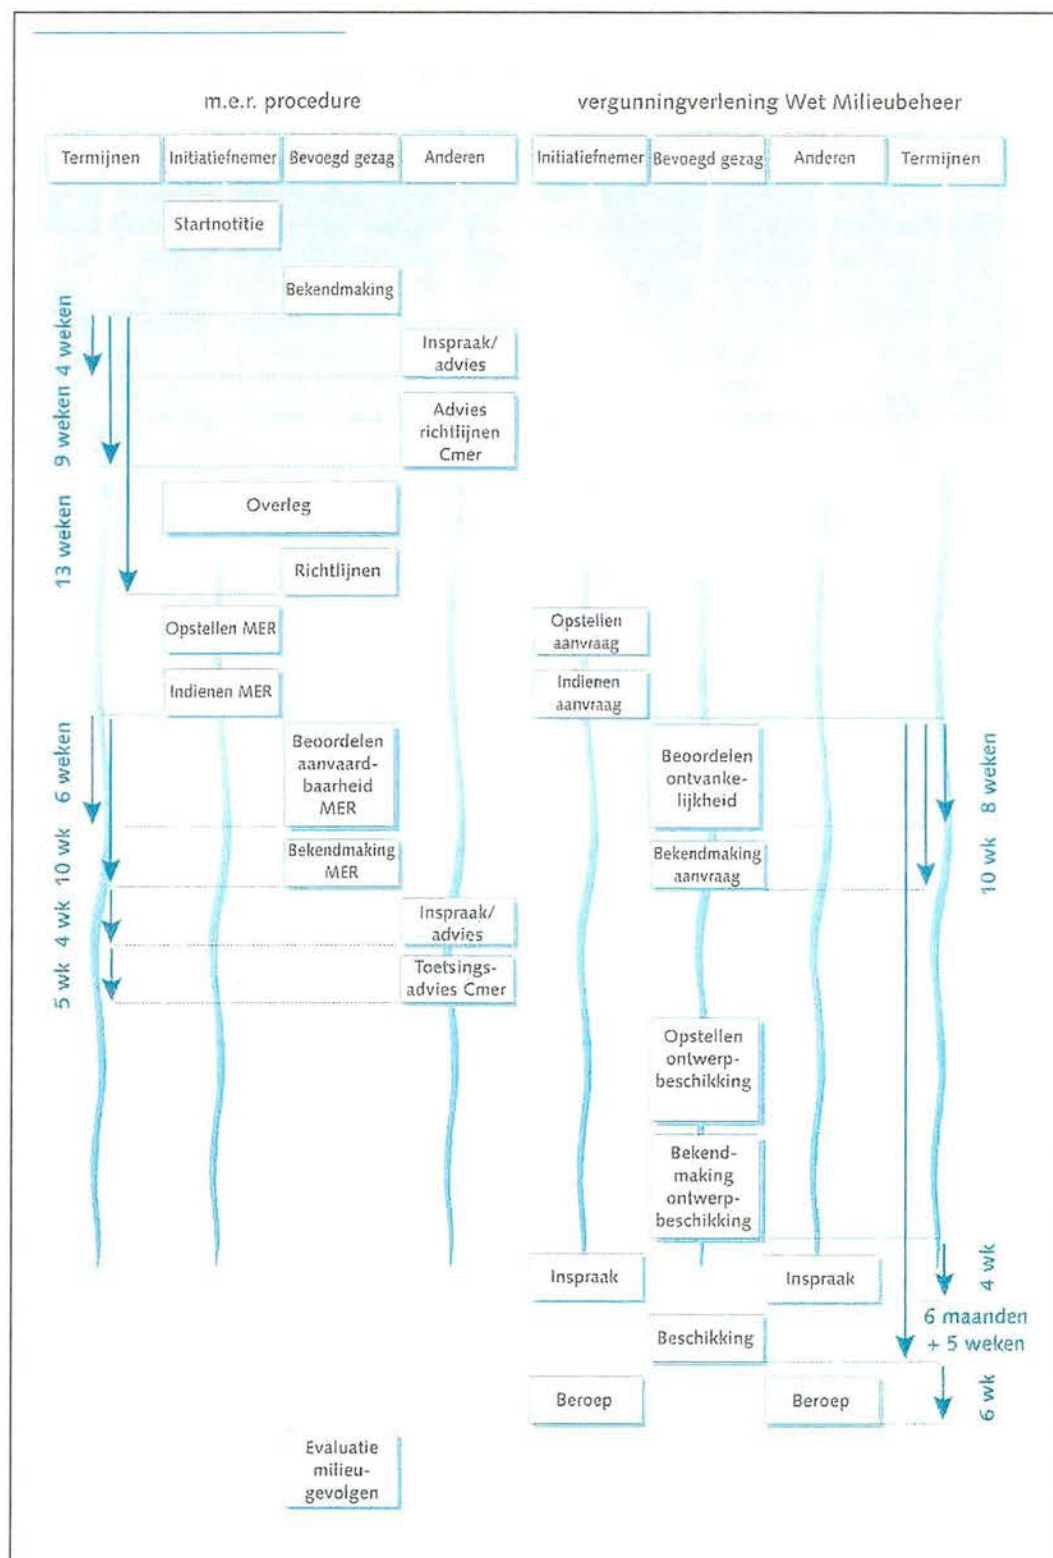 m.e.r. procedure
vergunningverlening Wet Milieubeheer
Termijnen
Initiatiefnemer
Bevoegd gezag
Anderen
Initiatiefnemer
Bevoegd gezag
Anderen
Termijnen
Startnotitie
Bekendmaking
4 weken
Inspraak/
advies
9 weken
Advies
richtlijnen
Cmer
13 weken
Overleg
Richtlijnen
Opstellen MER
Opstellen
aanvraag
Indienen MER
Indienen
aanvraag
6 weken
Beoordelen
aanvaard-
baarheid
MER
Beoordelen
ontvanke-
lijkheid
8 weken
10 wk
Bekendmaking
MER
Bekendmaking
aanvraag
10 wk
4 wk
Inspraak/
advies
5 wk
Toetsings-
advies Cmer
Opstellen
ontwerp-
beschikking
Bekend-
making
ontwerp-
beschikking
Inspraak
Inspraak
4 wk
Beschikking
6 maanden
+ 5 weken
Beroep
Beroep
6 wk
Evaluatie
milieu-
gevolgen